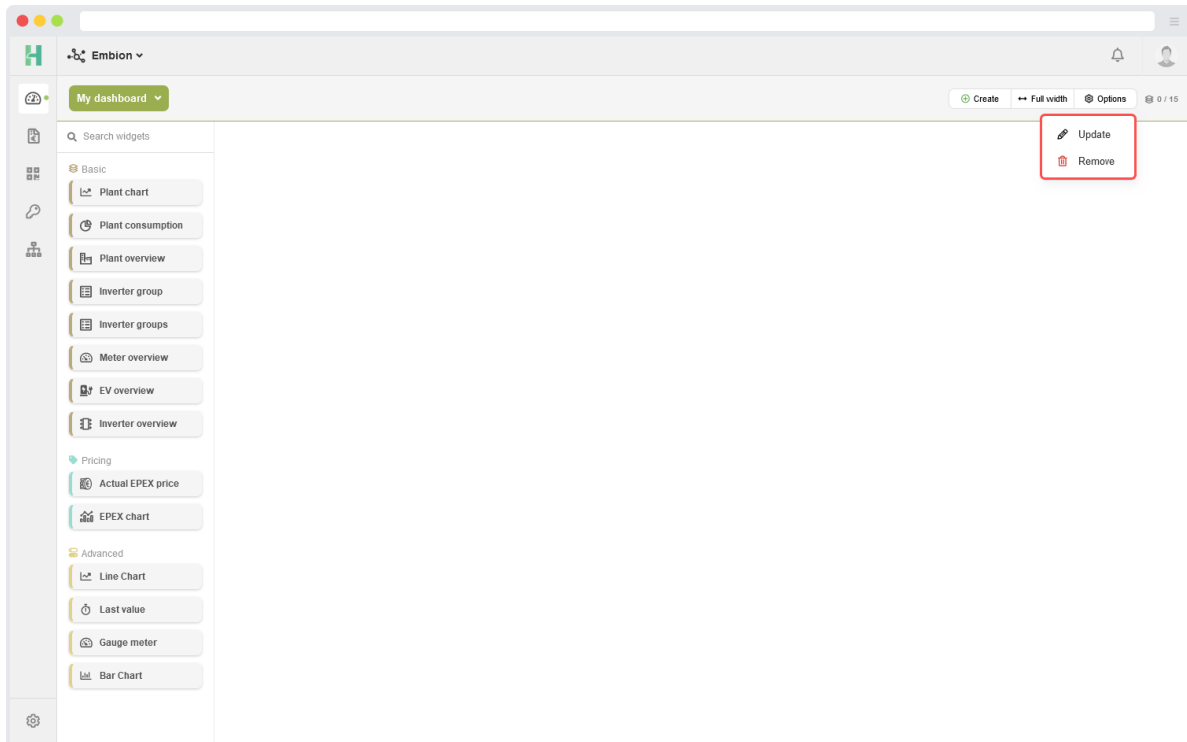 Embion
My dashboard
Create
Full width
Options
0 / 15
Update
Remove
Search widgets
Basic
Plant chart
Plant consumption
Plant overview
Inverter group
Inverter groups
Meter overview
EV overview
Inverter overview
Pricing
Actual EPEX price
EPEX chart
Advanced
Line Chart
Last value
Gauge meter
Bar Chart